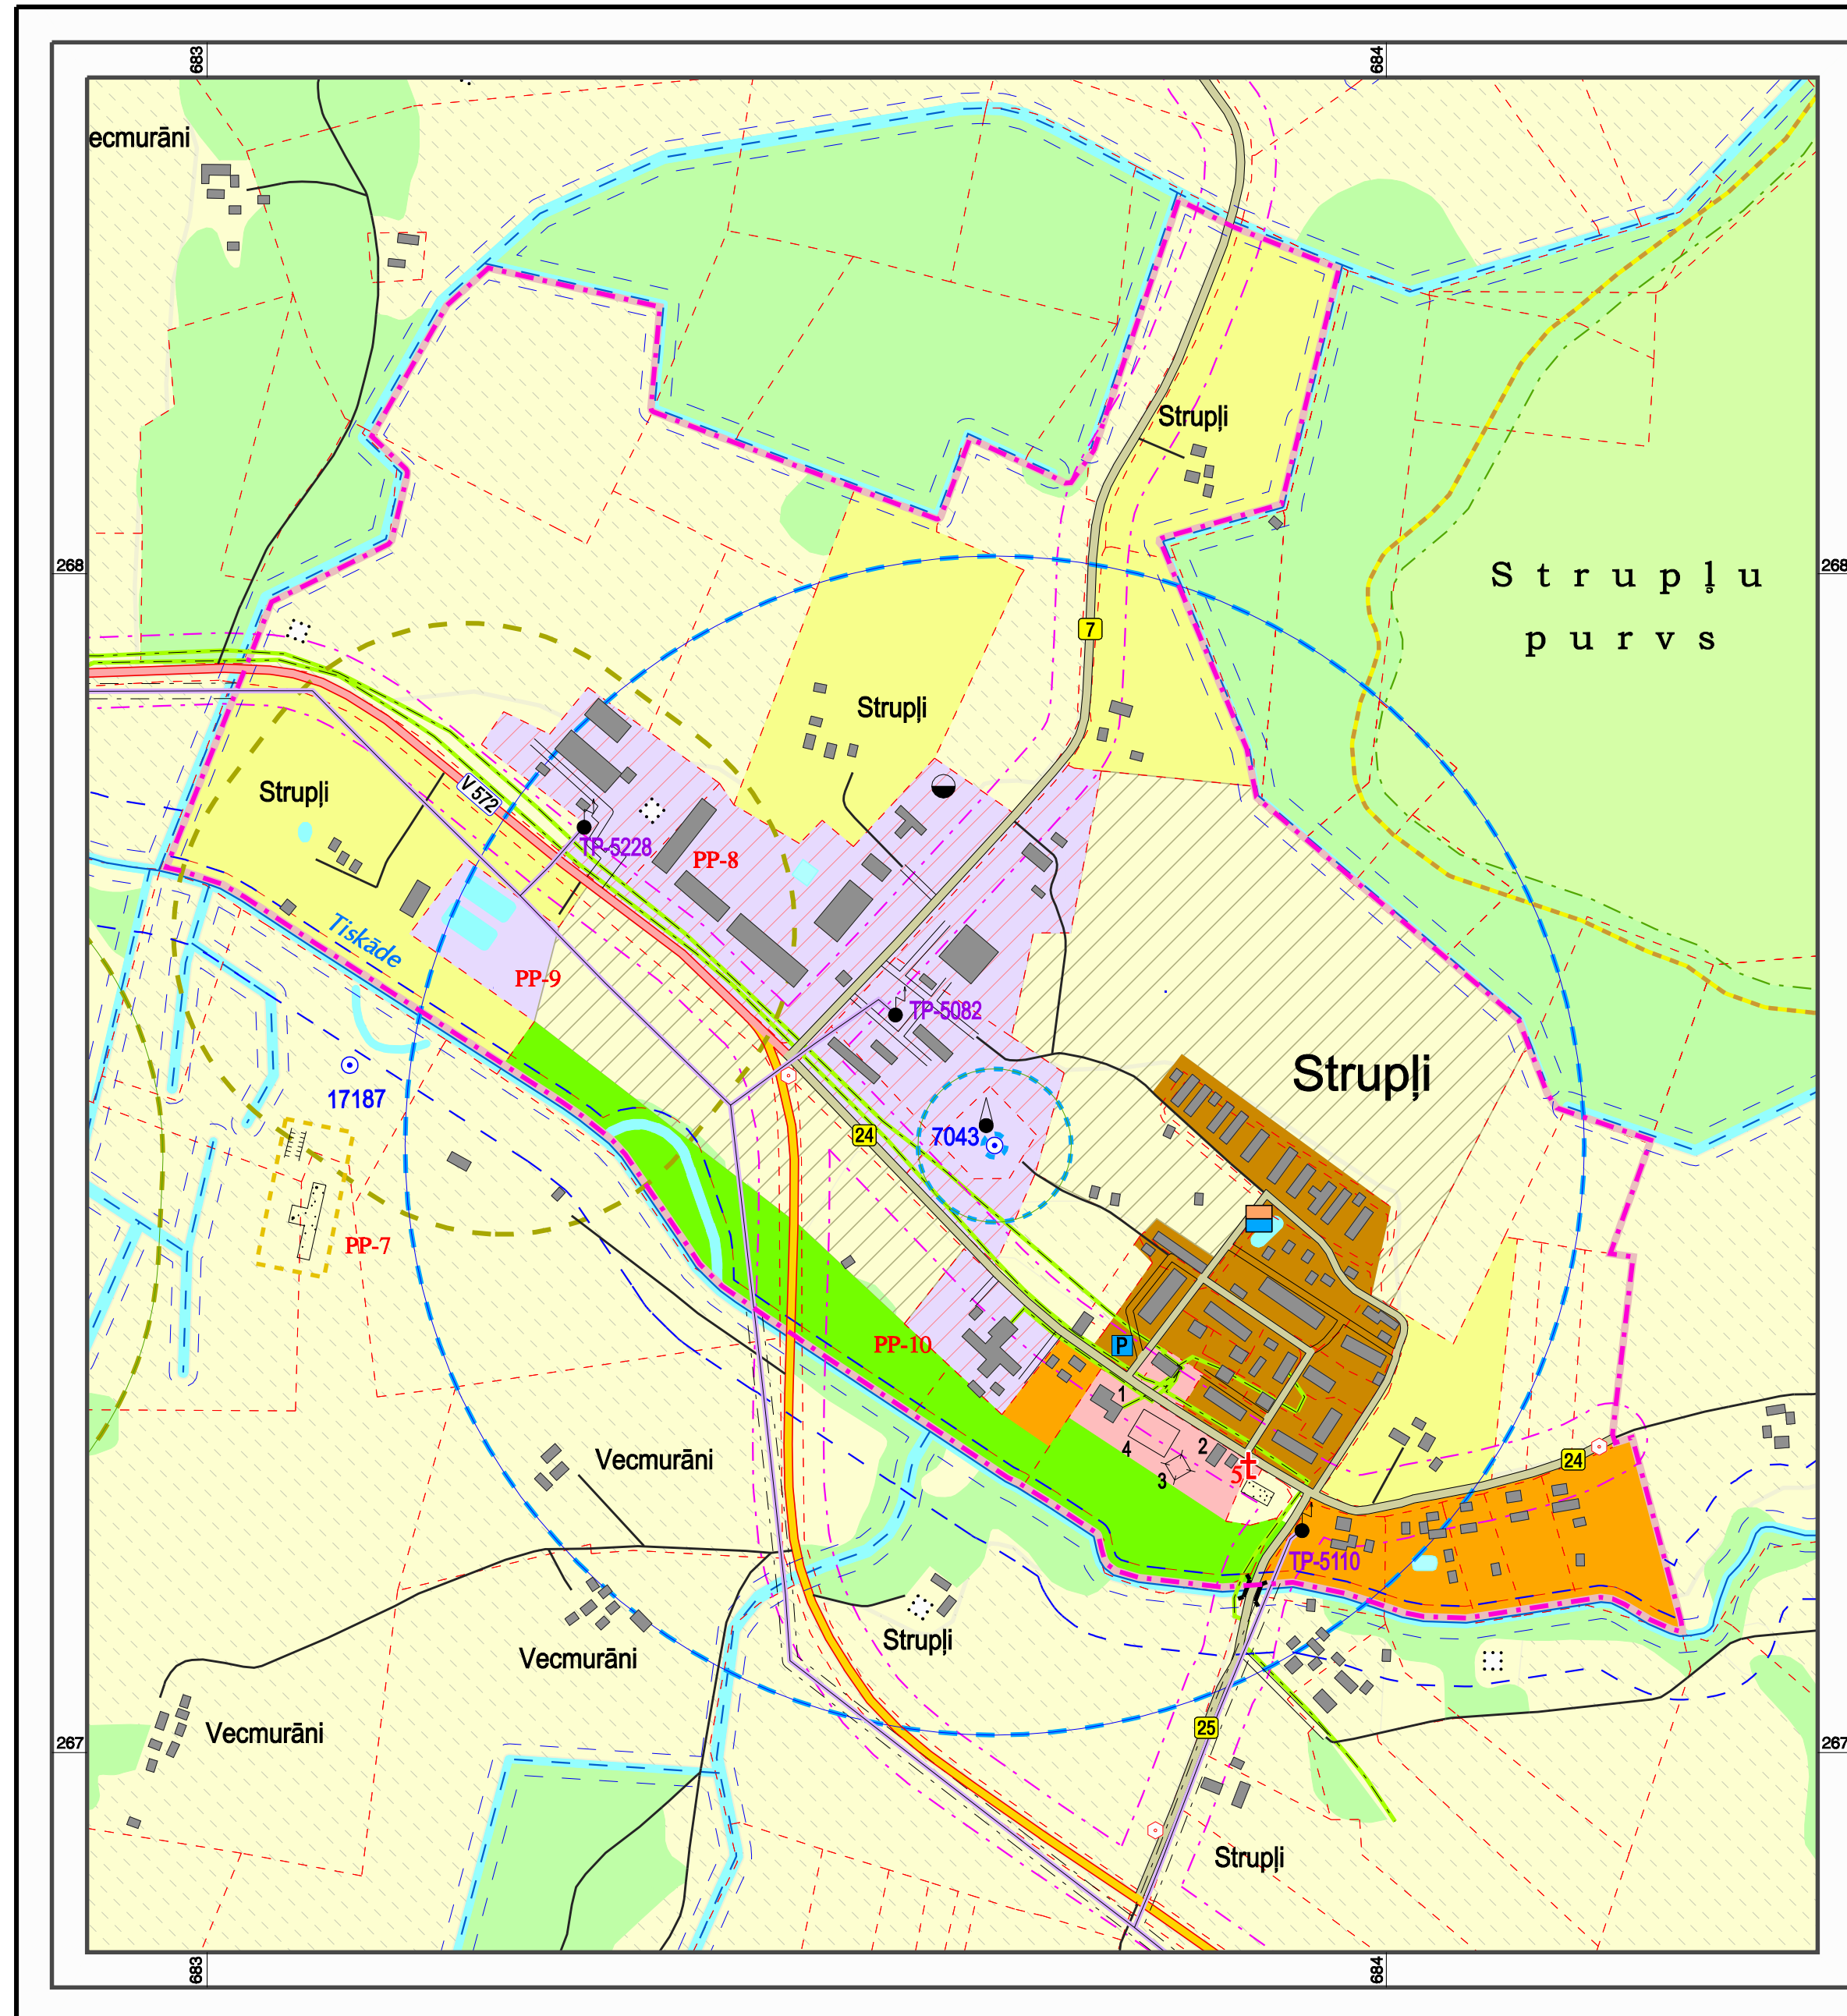 683
684
ecmurāni
Strupļi
268
268
Strupļu
purvs
7
Strupļi
Strupļi
V 572
TP-5228
PP-8
Tiskāde
PP-9
TP-5082
17187
Strupļi
24
7043
PP-7
PP-10
P
1
2
4
3
5
24
Vecmurāni
TP-5110
Strupļi
Vecmurāni
Vecmurāni
25
267
267
Strupļi
683
684